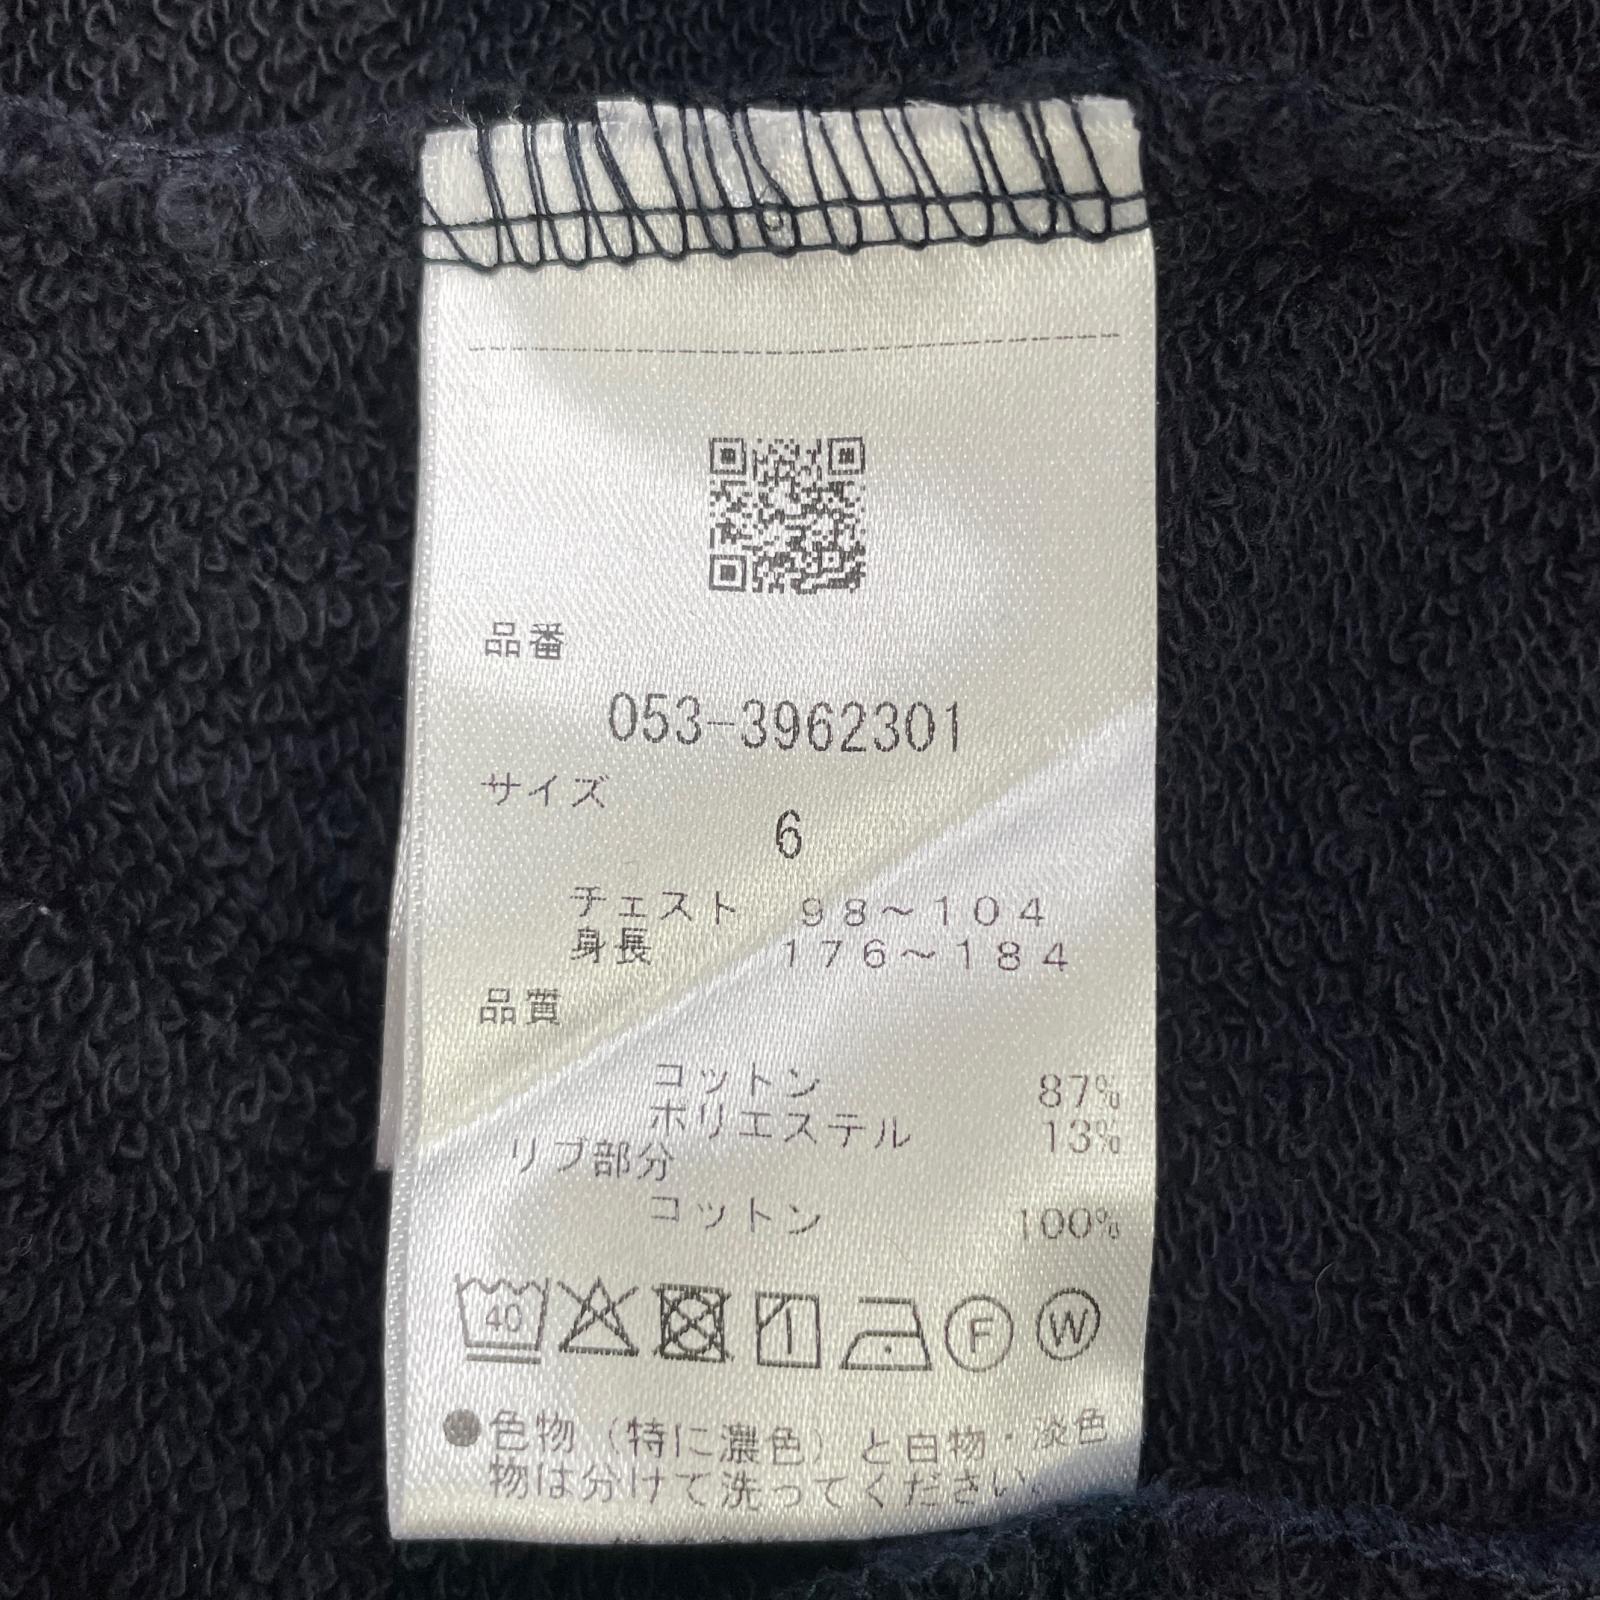 品番
053-3962301
サイズ
6
チェスト 98~104
身長 176~184
品質
コットン 87%
ポリエステル 13%
リブ部分
コットン 100%
40 F W
●色物（特に濃色）と白物・淡色
物は分けて洗ってください。